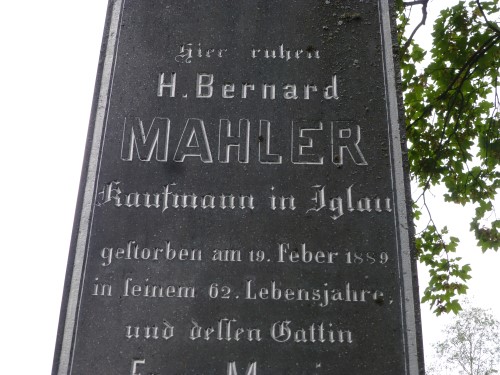 Hier ruhen
H. Bernard
MAHLER
Kaufmann in Iglau
gestorben am 19. Feber 1889
in seinem 62. Lebensjahre,
und dessen Gattin